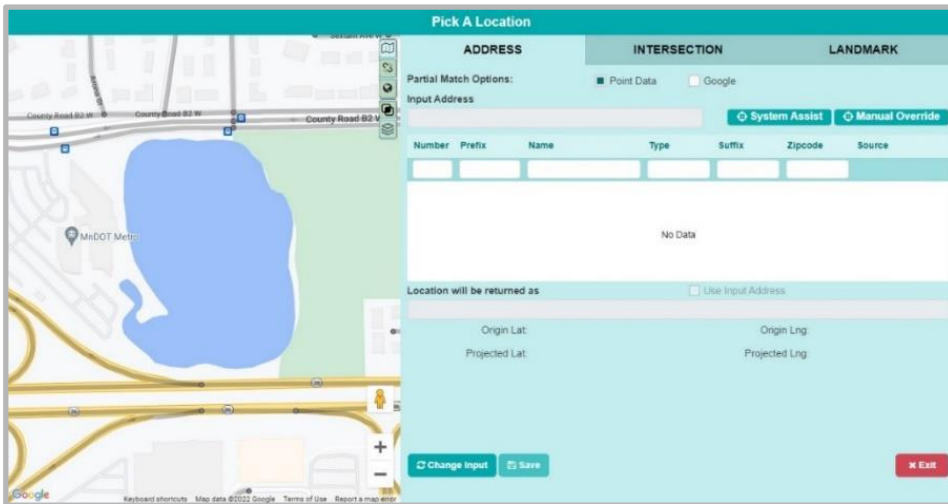 Pick A Location
County Road B2 W
County Road B2 W
County Road B2 W
MnDOT Metro
36
36
36
Google
Keyboard shortcuts
Map data ©2022 Google
Terms of Use
Report a map error
ADDRESS
INTERSECTION
LANDMARK
Partial Match Options:
Point Data
Google
Input Address
System Assist
Manual Override
Number
Prefix
Name
Type
Suffix
Zipcode
Source
No Data
Location will be returned as
Use Input Address
Origin Lat:
Origin Lng:
Projected Lat:
Projected Lng:
Change Input
Save
Exit